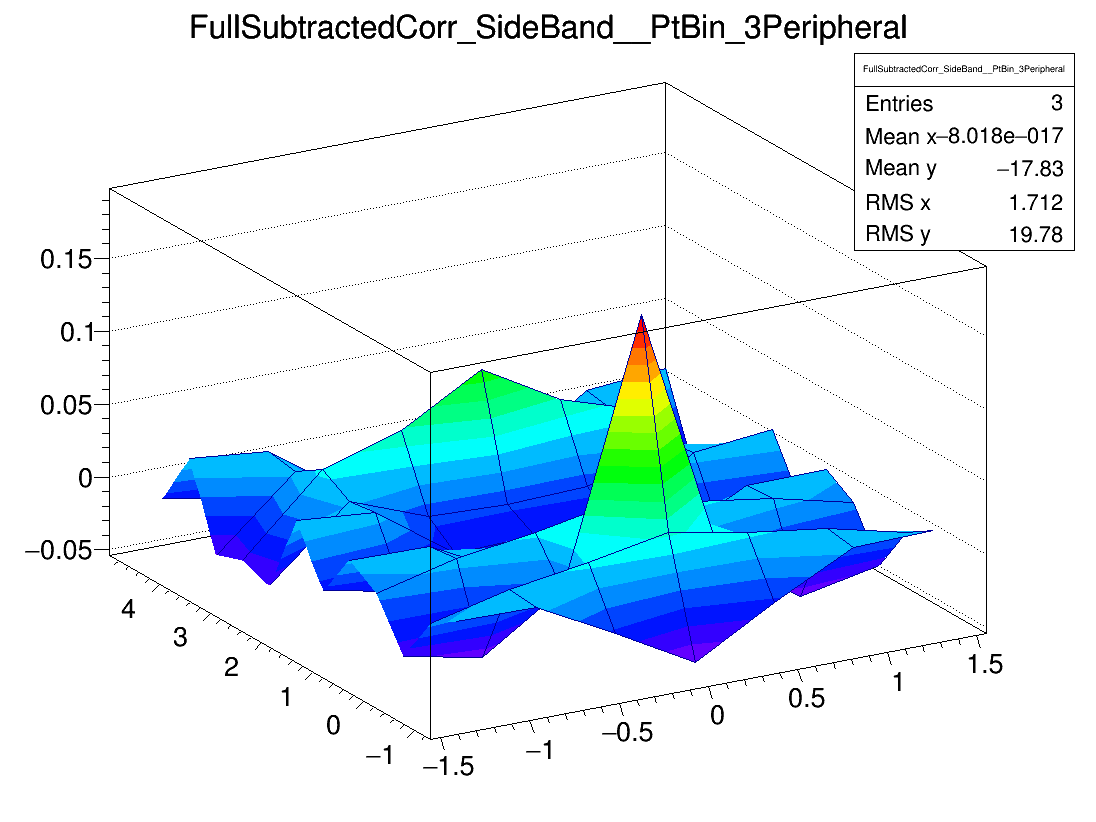 FullSubtractedCorr_SideBand__PtBin_3Peripheral
FullSubtractedCorr_SideBand__PtBin_3Peripheral
Entries 3
Mean x−8.018e−017
Mean y −17.83
RMS x 1.712
RMS y 19.78
0.15
0.1
0.05
0
−0.05
4
3
2
1
0
−1
−1.5
−1
−0.5
0
0.5
1
1.5